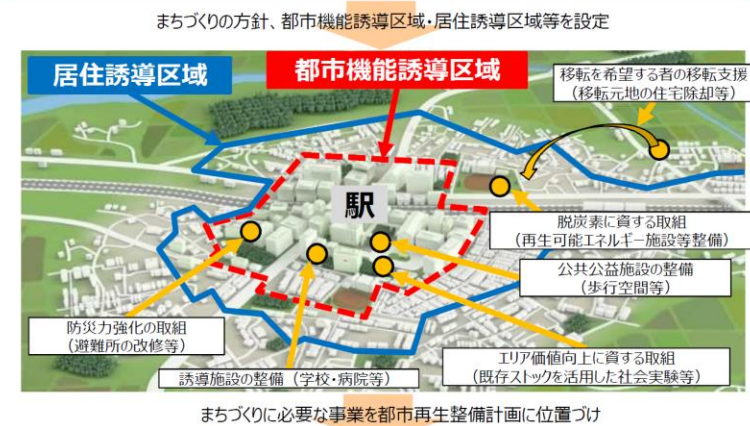 まちづくりの方針、都市機能誘導区域・居住誘導区域等を設定
居住誘導区域
都市機能誘導区域
移転を希望する者の移転支援
（移転元地の住宅除却等）
駅
脱炭素に資する取組
（再生可能エネルギー施設等整備）
公共公益施設の整備
（歩行空間等）
防災力強化の取組
（避難所の改修等）
誘導施設の整備（学校・病院等）
エリア価値向上に資する取組
（既存ストックを活用した社会実験等）
まちづくりに必要な事業を都市再生整備計画に位置づけ